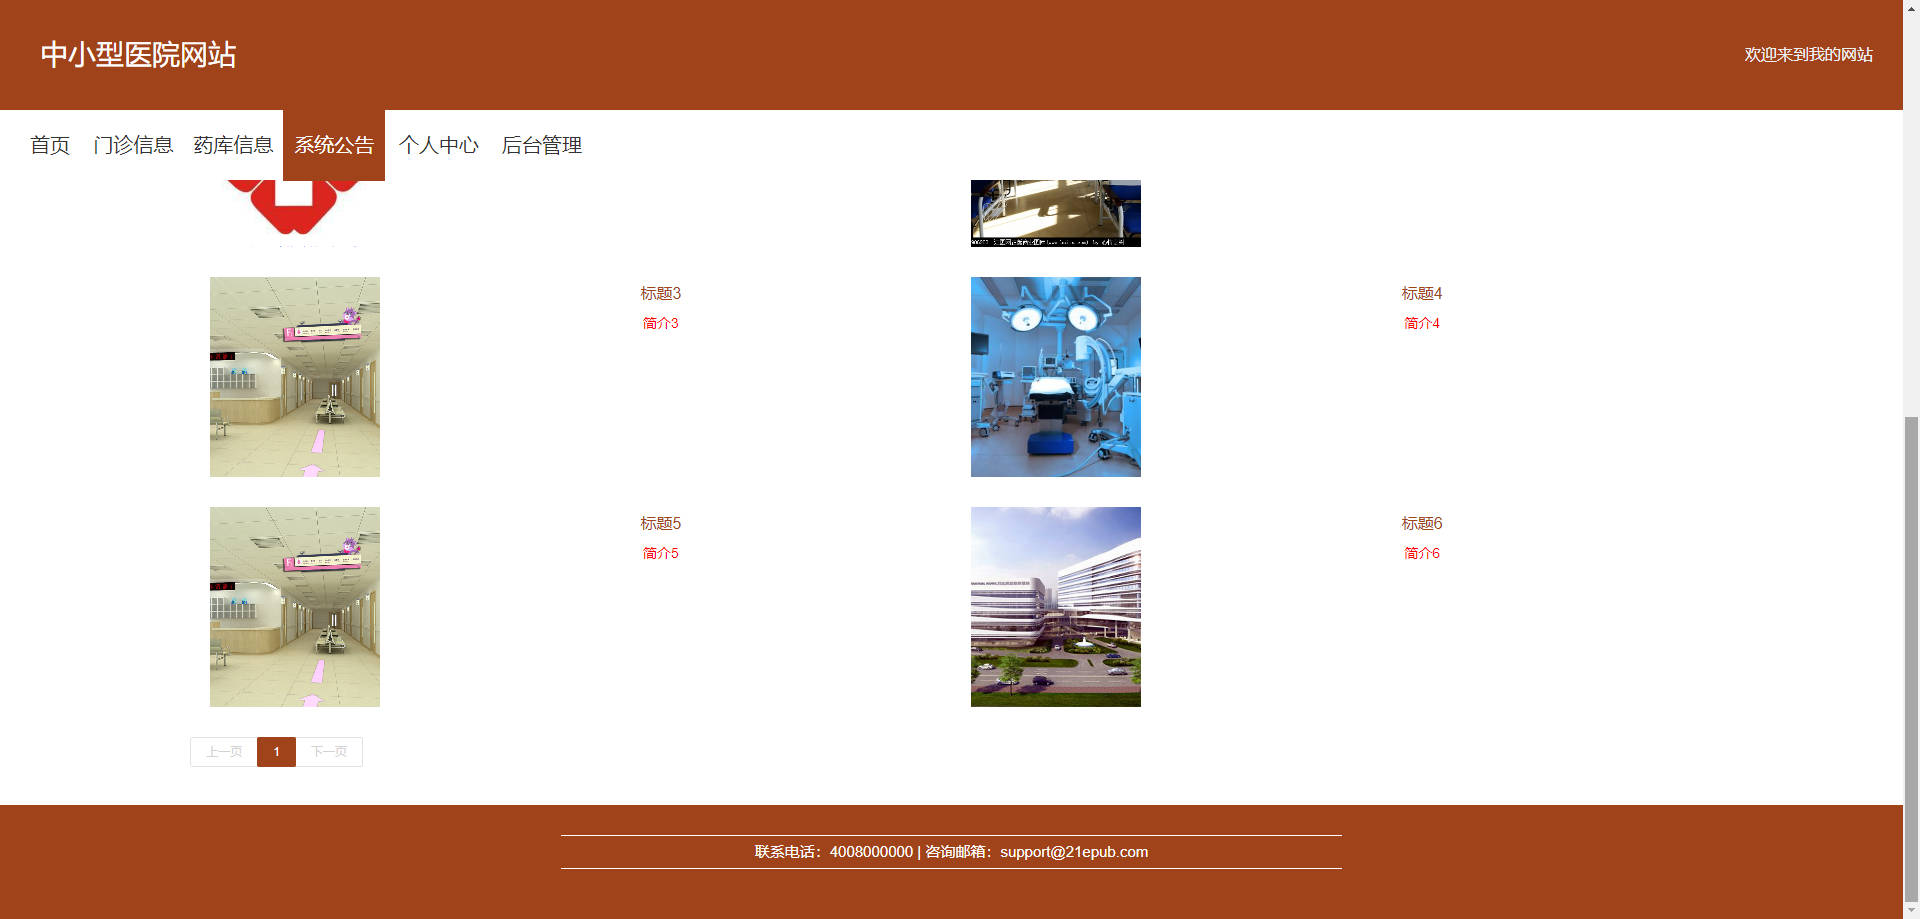 中小型医院网站
欢迎来到我的网站
首页 门诊信息 药库信息 系统公告 个人中心 后台管理
标题3
简介3
标题4
简介4
标题5
简介5
标题6
简介6
上一页 1 下一页
联系电话：4008000000 | 咨询邮箱：support@21epub.com